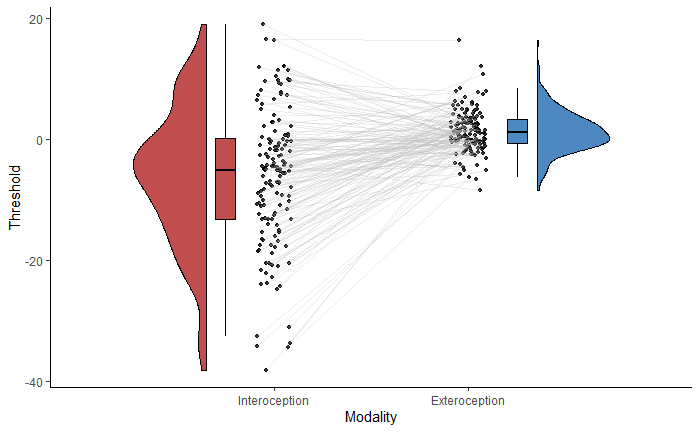 20
0
-20
-40
Threshold
Interoception
Exteroception
Modality